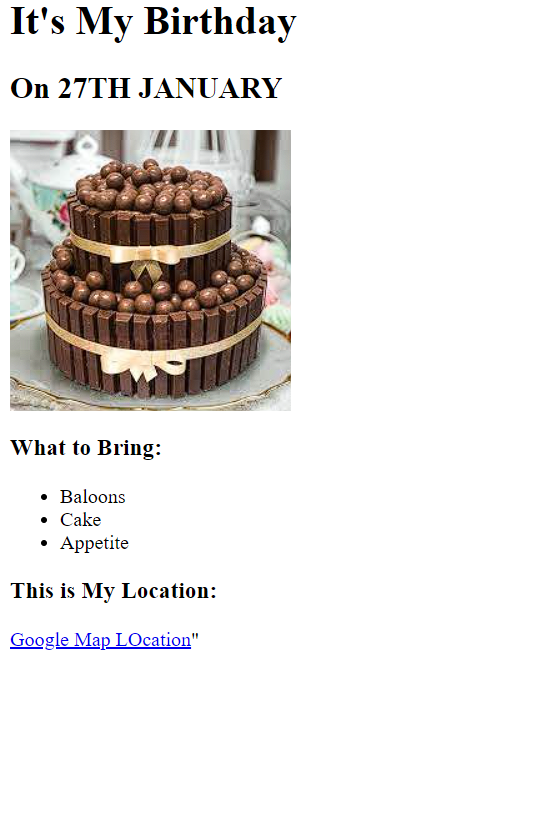 It's My Birthday
On 27TH JANUARY
What to Bring:
• Baloons
• Cake
• Appetite
This is My Location:
Google Map LOcation"